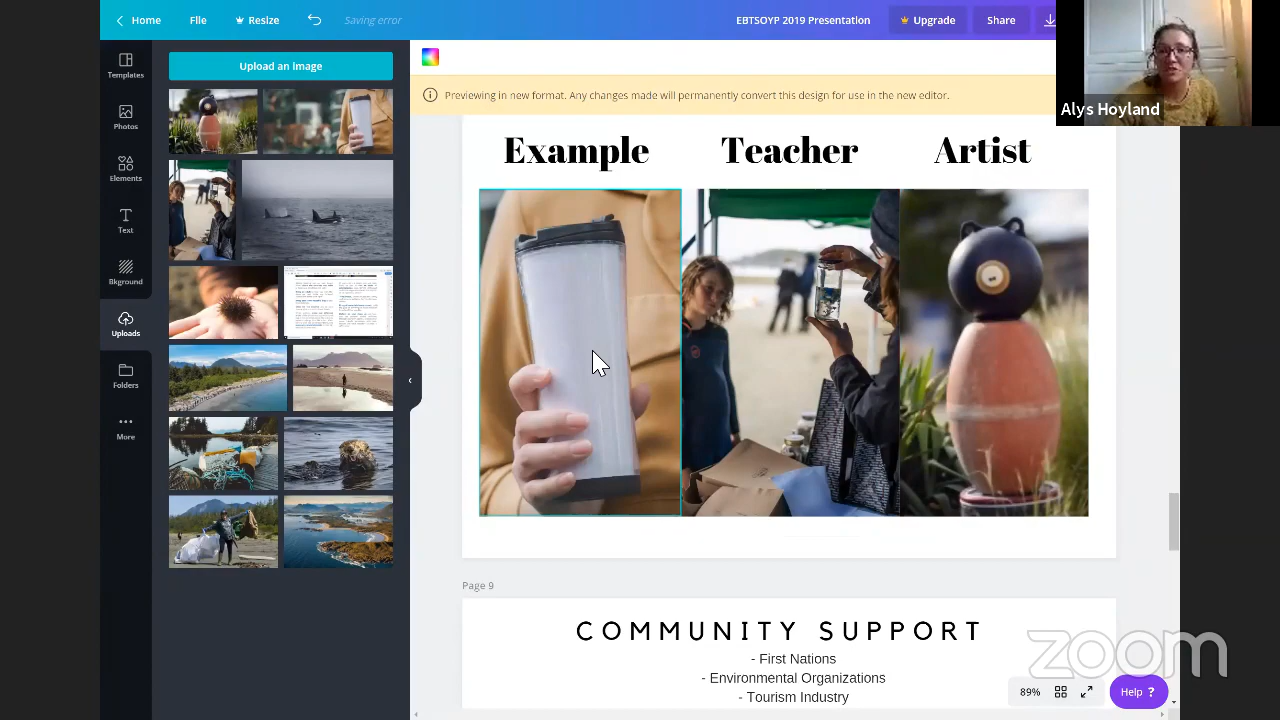 Home File Resize Saving error EBTSOYP 2019 Presentation Upgrade Share
Templates
Photos
Elements
Text
Bkground
Uploads
Folders
More
Upload an image
Previewing in new format. Any changes made will permanently convert this design for use in the new editor.
Alys Hoyland
Example Teacher Artist
Page 9
COMMUNITY SUPPORT
- First Nations
- Environmental Organizations
- Tourism Industry
zoom
89% Help ?